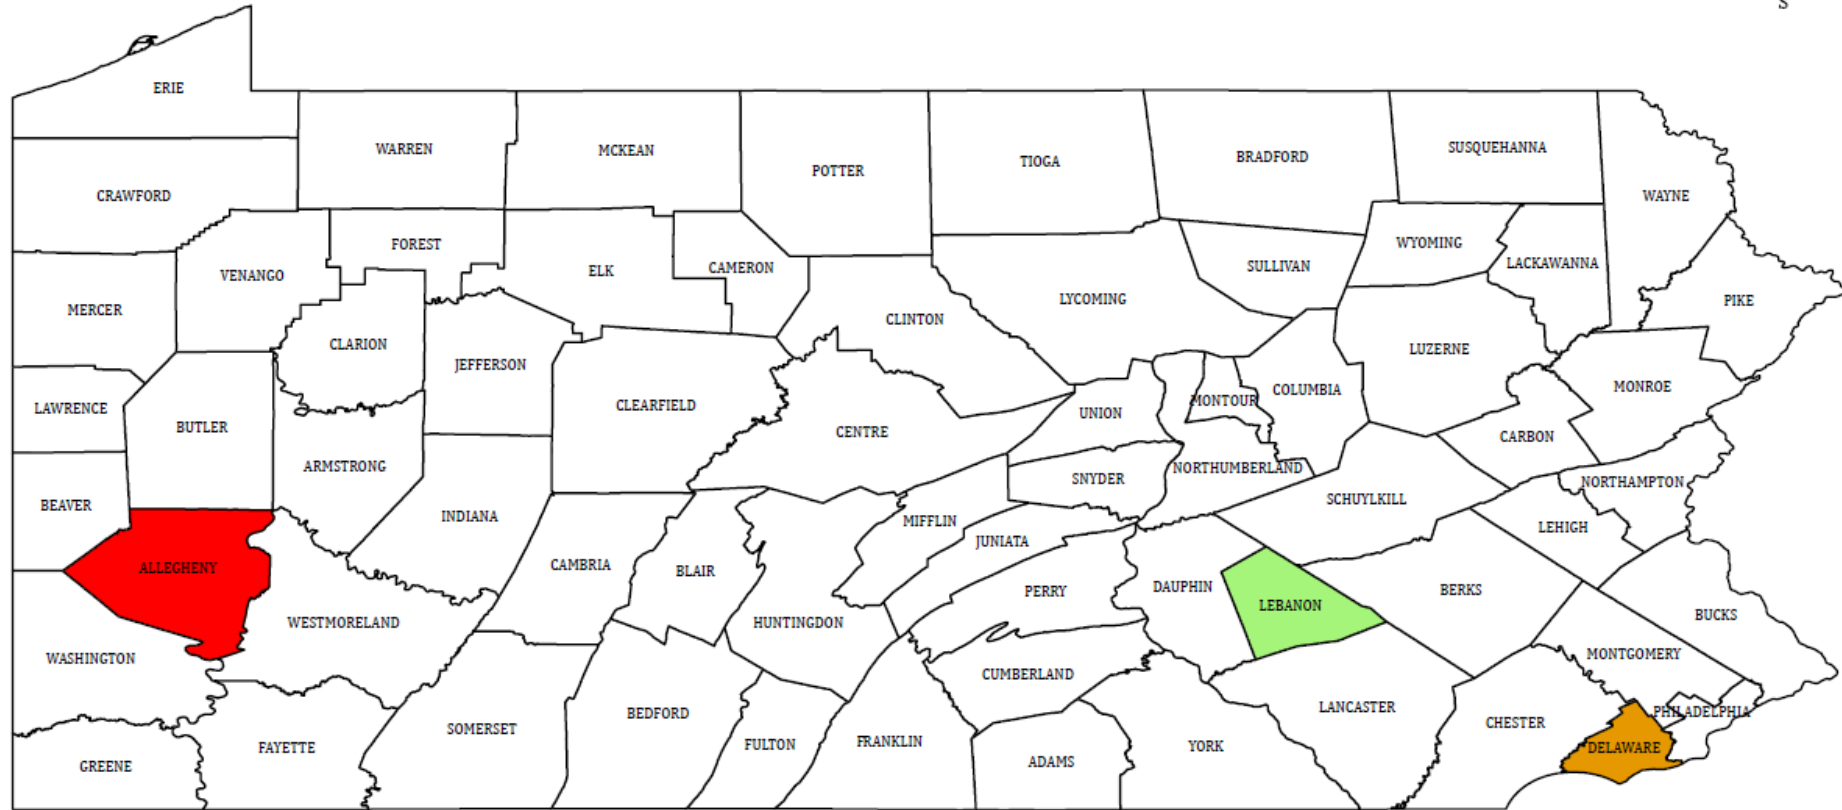 S
ERIE
WARREN
MCKEAN
POTTER
TIOGA
BRADFORD
SUSQUEHANNA
WAYNE
CRAWFORD
FOREST
VENANGO
ELK
CAMERON
WYOMING
SULLIVAN
LACKAWANNA
MERCER
LYCOMING
PIKE
CLINTON
CLARION
JEFFERSON
LUZERNE
LAWRENCE
BUTLER
CLEARFIELD
CENTRE
UNION
MONTOUR
COLUMBIA
MONROE
ARMSTRONG
CARBON
SNYDER
NORTHUMBERLAND
NORTHAMPTON
BEAVER
INDIANA
MIFFLIN
SCHUYLKILL
LEHIGH
JUNIATA
ALLEGHENY
CAMBRIA
BLAIR
PERRY
DAUPHIN
LEBANON
BERKS
BUCKS
WESTMORELAND
HUNTINGDON
WASHINGTON
CUMBERLAND
MONTGOMERY
LANCASTER
PHILADELPHIA
SOMERSET
BEDFORD
CHESTER
FAYETTE
FULTON
FRANKLIN
YORK
DELAWARE
GREENE
ADAMS